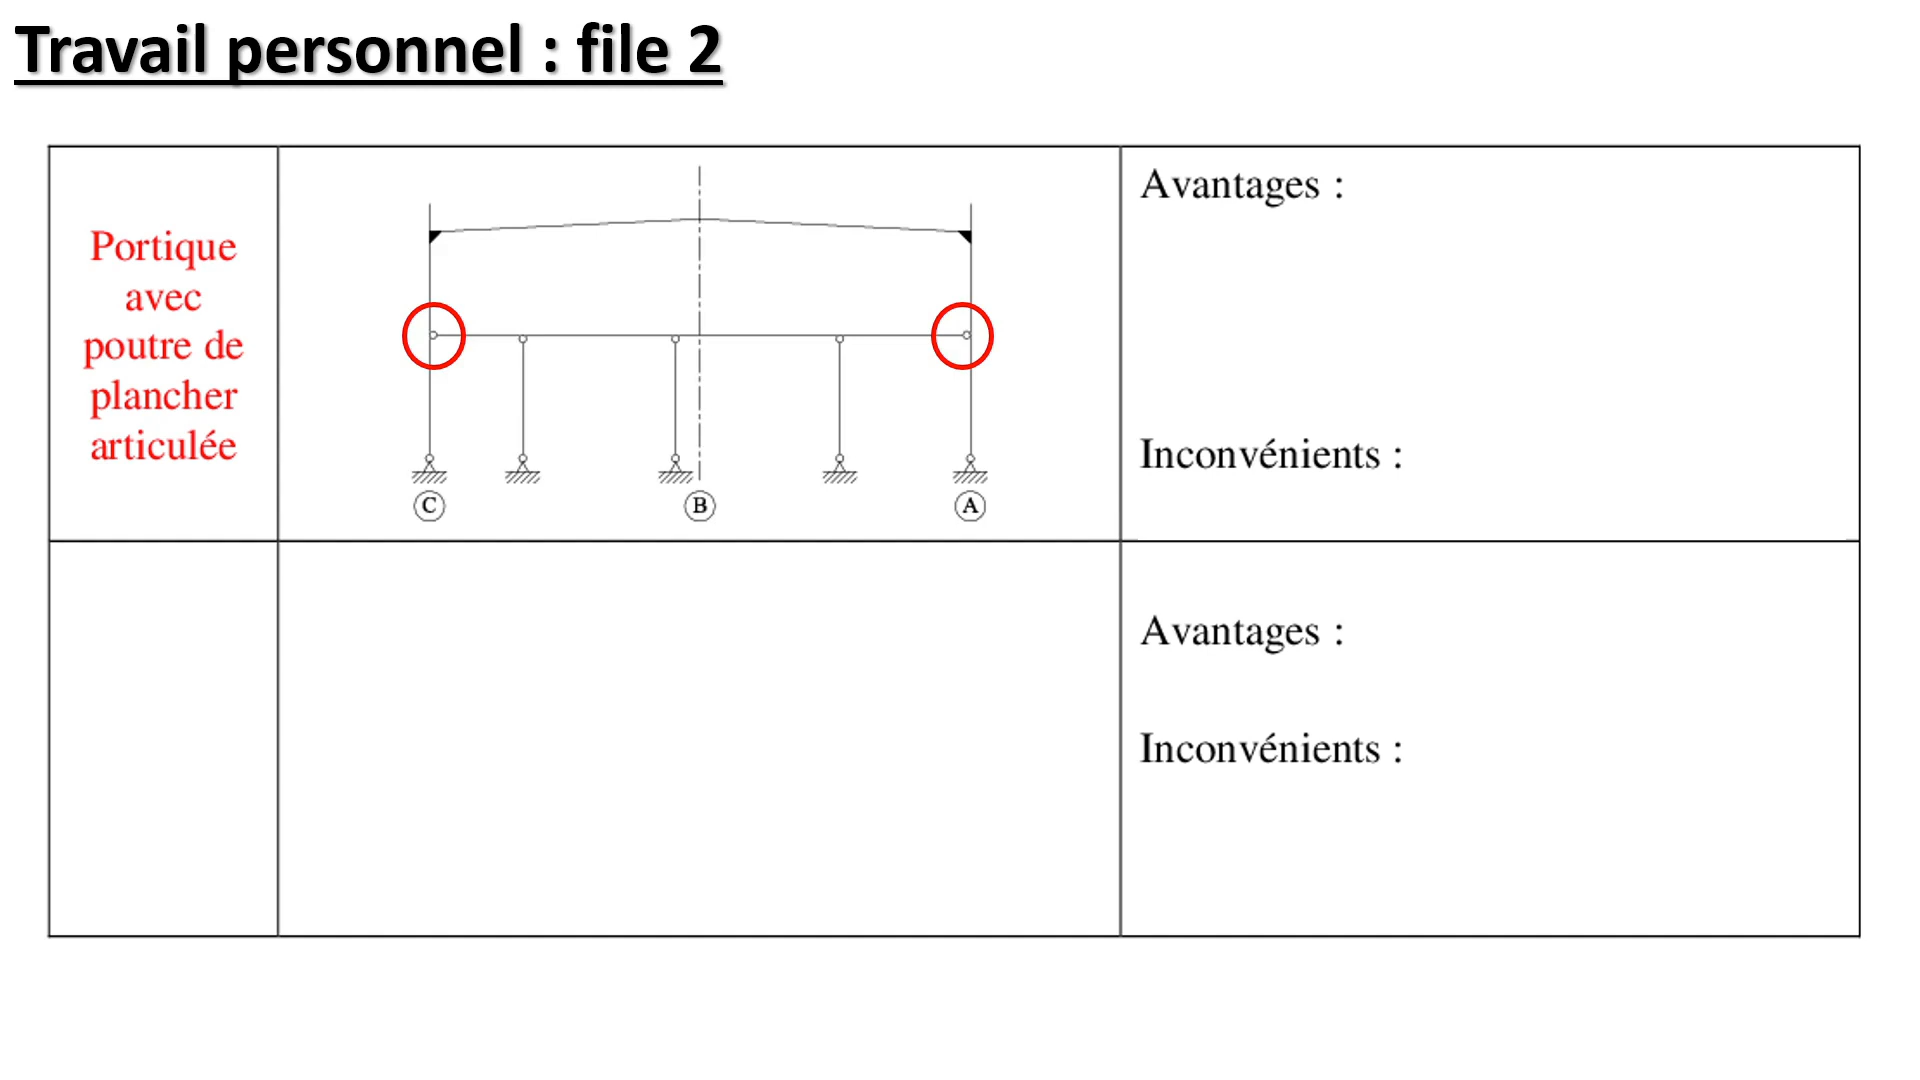 Travail personnel : file 2
Portique
avec
poutre de
plancher
articulée
C
B
A
Avantages :
Inconvénients :
Avantages :
Inconvénients :